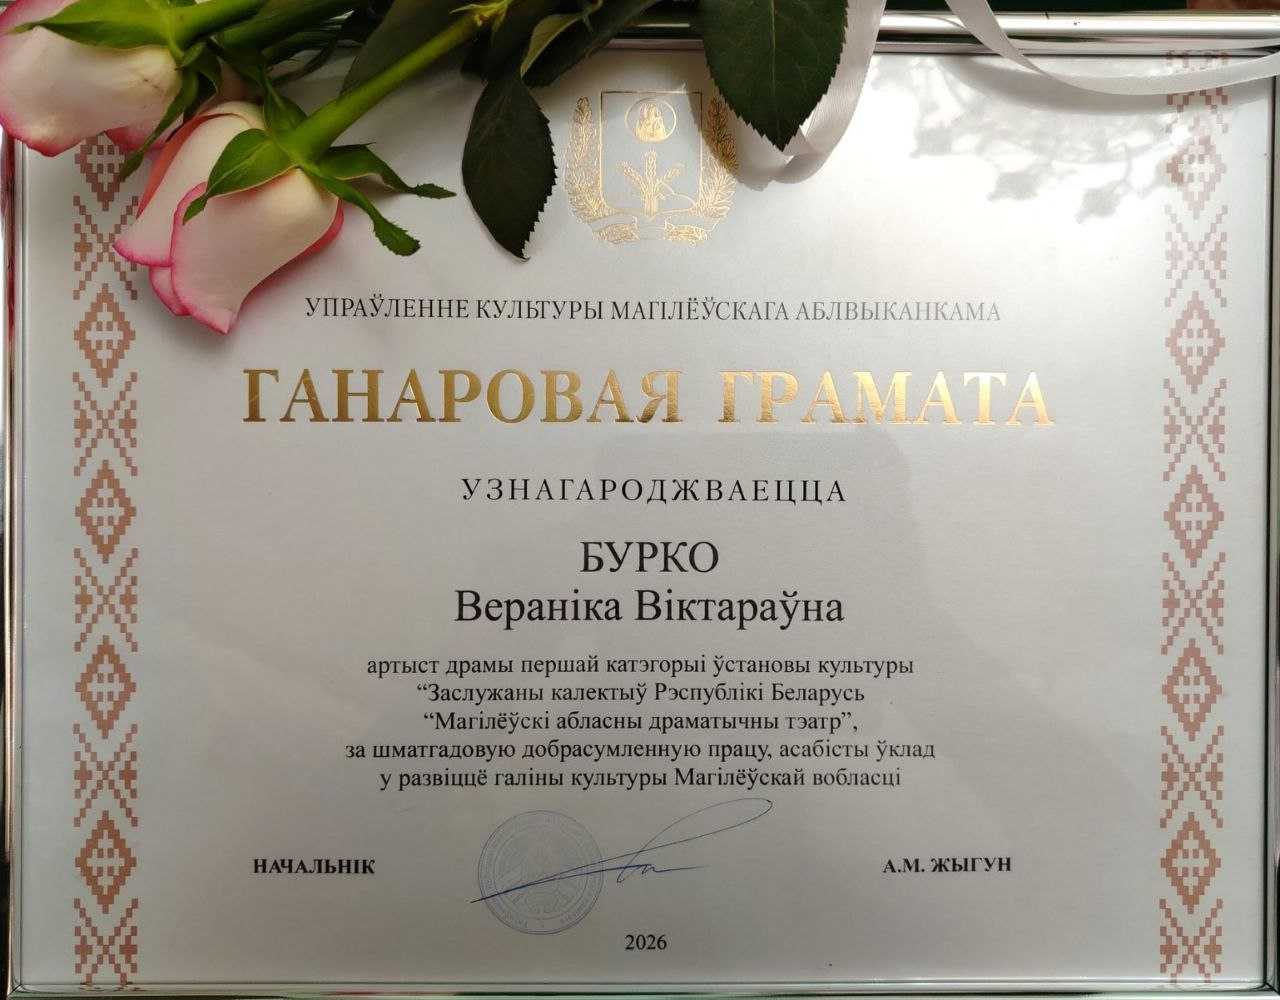 УПРАЎЛЕННЕ КУЛЬТУРЫ МАГІЛЁЎСКАГА АБЛВЫКАНКАМА
ГАНАРОВАЯ ГРАМАТА
УЗНАГАРОДЖВАЕЦЦА
БУРКО
Вераніка Віктараўна
артыст драмы першай катэгорыі ўстановы культуры
“Заслужаны калектыў Рэспублікі Беларусь
“Магілёўскі абласны драматычны тэатр”,
за шматгадовую добрасумленную працу, асабісты ўклад
у развіццё галіны культуры Магілёўскай вобласці
НАЧАЛЬНІК А.М. ЖЫГУН
2026